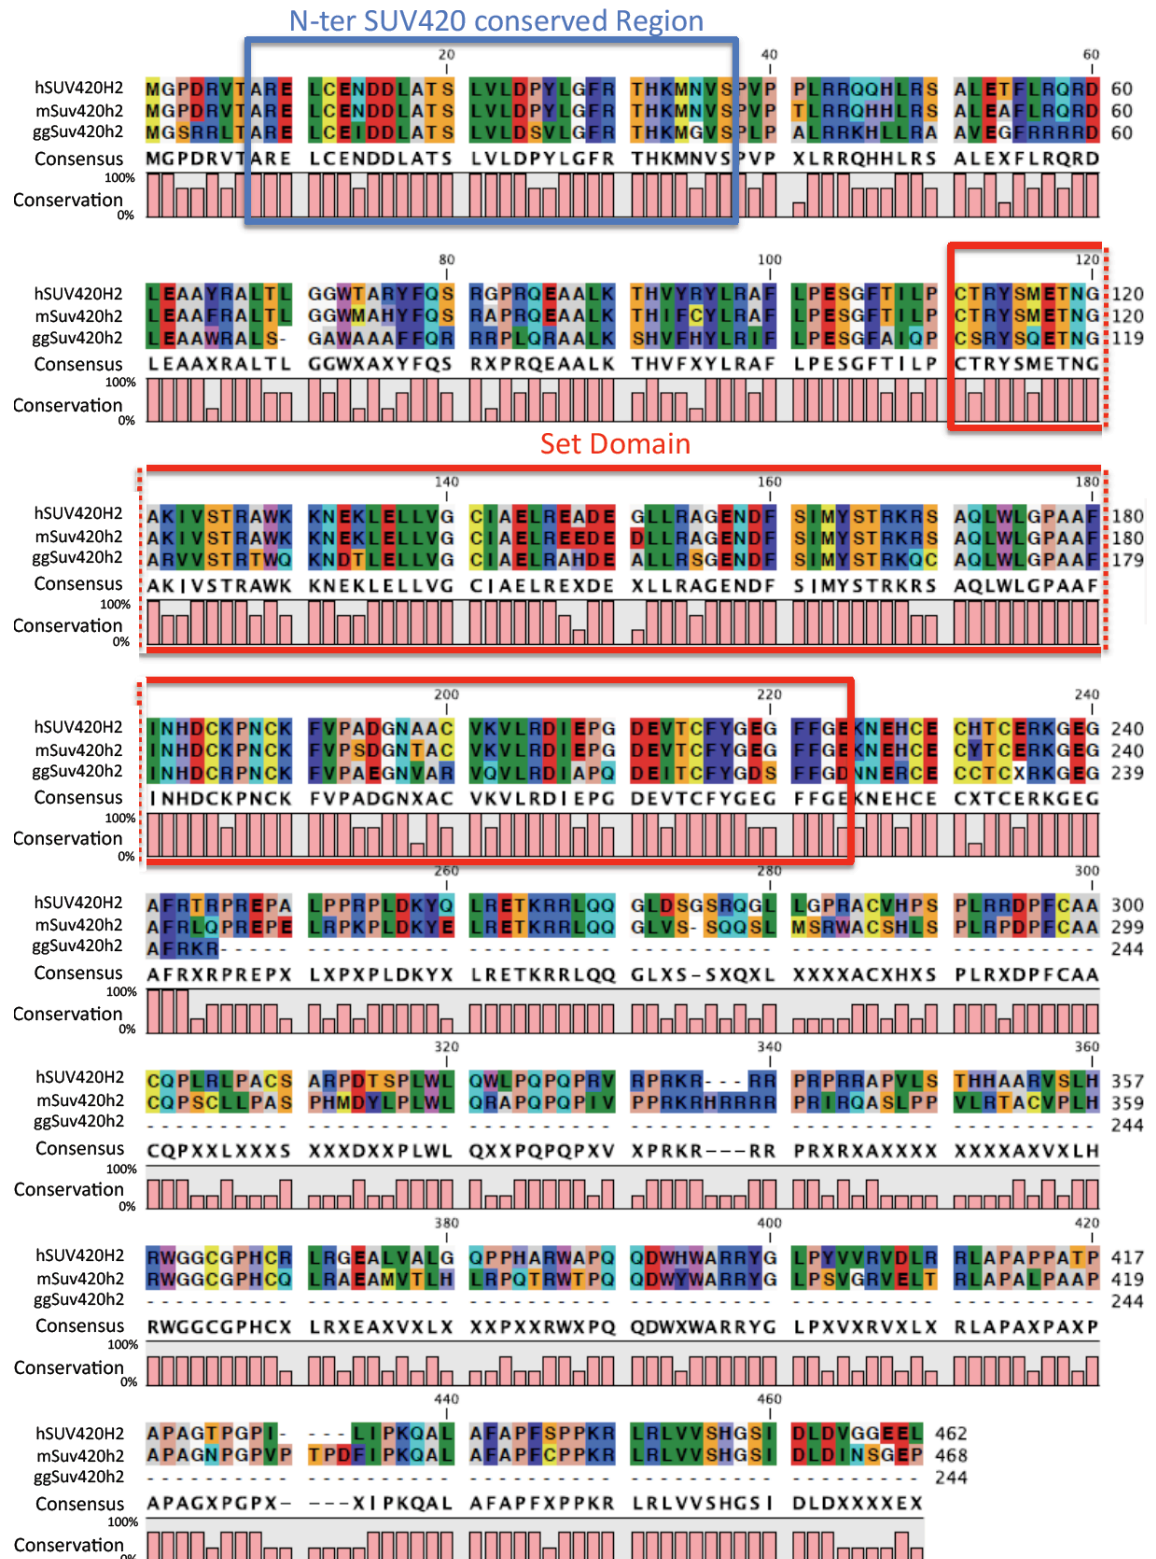 N-ter SUV420 conserved Region
20 40 60
hSUV420H2 MGPDRVTARE LCENDDLATS LVLDPYLGFR THKMNVSPVP PLRRQQHLRS ALETFLRQRD 60
mSuv420h2 MGPDRVTARE LCENDDLATS LVLDPYLGFR THKMNVSPVP TLRRQQHLRS ALEAFLRQRD 60
ggSuv420h2 MGSRRLTARE LCEIDDLATS LVLDSVLGFR THKMGVSPLP ALRRKHLLRA AVEGFRRRRD 60
Consensus MGPDRVTARE LCENDDLATS LVLDPYLGFR THKMNVSPVP XLRRQHHLRS ALEXFLRQRD
100%
Conservation
0%
80 100 120
hSUV420H2 LEAAYRALTL GGWTARYFQS RGPRQEAALK THVYRYLRAF LPESGFTILP CTRYSMETNG 120
mSuv420h2 LEAAFRALTL GGWMAHYFQS RAPRQEAALK THIFCYLRAF LPESGFTILP CTRYSMETNG 120
ggSuv420h2 LEAAWRALS- GAWAAAFFQR RRPLQRAALK SHVFHYLRIF LPESGFAIQP CSRYSQETNG 119
Consensus LEAAXRALTL GGWXAXYFQS RXPRQEAALK THVFXYLRAF LPESGFTILP CTRYSMETNG
100%
Conservation
0%
Set Domain
140 160 180
hSUV420H2 AKIVSTRAWK KNEKLELLVG CIAELREADE GLLRAGENDF SIMYSTRKRS AQLWLGPAAF 180
mSuv420h2 AKIVSTRAWK KNEKLELLVG CIAELREEDE DLLRAGENDF SIMYSTRKRS AQLWLGPAAF 180
ggSuv420h2 ARVVSTRTWQ KNDTLELLVG CIAELRAHDE ALLRSGENDF SIMYSTRKQC AQLWLGPAAF 179
Consensus AKIVSTRAWK KNEKLELLVG CIAELREXDE XLLRAGENDF SIMYSTRKRS AQLWLGPAAF
100%
Conservation
0%
200 220 240
hSUV420H2 INHDCKPNCK FVPADGNAAC VKVLRDIEPG DEVTCFYGEG FFGEKNEHCE CHTCERKGEG 240
mSuv420h2 INHDCKPNCK FVPSDGNTAC VKVLRDIEPG DEVTCFYGEG FFGEKNEHCE CYTCERKGEG 240
ggSuv420h2 INHDCRPNCK FVPAEGNVAR VQVLRDIAPQ DEITCFYGDS FFGDNNERCE CCTCXRKGEG 239
Consensus INHDCKPNCK FVPADGNXAC VKVLRDIEPG DEVTCFYGEG FFGEKNEHCE CXTCERKGEG
100%
Conservation
0%
260 280 300
hSUV420H2 AFRTRPREPA LPPRPLDKYQ LRETKRRLQQ GLDSGSRQGL LGPRACVHPS PLRRDPFCAA 300
mSuv420h2 AFRLQPREPE LRPKPLDKYE LRETKRRLQQ GLVS-SQQSL MSRWACSHLS PLRPDPFCAA 299
ggSuv420h2 AFRKR----- ---------- ---------- ---------- ---------- ---------- 244
Consensus AFRXRPREPX LXPXPLDKYX LRETKRRLQQ GLXS-SXQXL XXXXACXHXS PLRXDPFCAA
100%
Conservation
0%
320 340 360
hSUV420H2 CQPLRLPACS ARPDTSPLWL QWLPQPQPRV RPRKR---RR PRPRRAPVLS THHAARVSLH 357
mSuv420h2 CQPSCLLPAS PHMDYLPLWL QRAPQPQPIV PPRKRHRRRR PRIRQASLPP VLRTACVPLH 359
ggSuv420h2 ---------- ---------- ---------- ---------- ---------- ---------- 244
Consensus CQPXXLXXXS XXXDXXPLWL QXXPQPQPXV XPRKR---RR PRXRXAXXXX XXXXAXVXLH
100%
Conservation
0%
380 400 420
hSUV420H2 RWGGCGPHCR LRGEALVALG QPPHARWAPQ QDWHWARRYG LPYVVRVDLR RLAPAPPATP 417
mSuv420h2 RWGGCGPHCQ LRAEAMVTLH LRPQTRWTPQ QDWYWARRYG LPSVGRVELT RLAPALPAAP 419
ggSuv420h2 ---------- ---------- ---------- ---------- ---------- ---------- 244
Consensus RWGGCGPHCX LRXEAXVXLX XXPXXRWXPQ QDWXWARRYG LPXVXRVXLX RLAPAXPAXP
100%
Conservation
0%
440 460
hSUV420H2 APAGTPGPI- ---LIPKQAL AFAPFSPPKR LRLVVSHGSI DLDVGGEEL 462
mSuv420h2 APAGNPGPVP TPDFIPKQAL AFAPFCPPKR LRLVVSHGSI DLDINSGEP 468
ggSuv420h2 ---------- ---------- ---------- ---------- --------- 244
Consensus APAGXPGPX- ---XIPKQAL AFAPFXPPKR LRLVVSHGSI DLDXXXXEX
100%
Conservation
0%